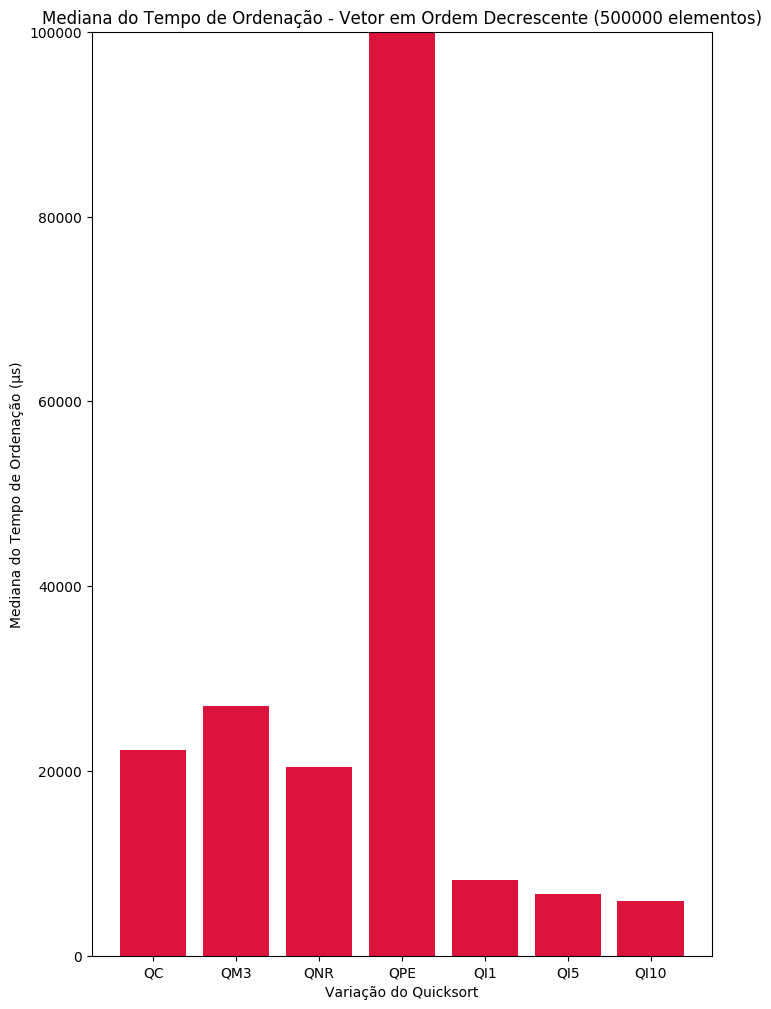 Mediana do Tempo de Ordenação - Vetor em Ordem Decrescente (500000 elementos)
100000
80000
60000
40000
20000
0
Mediana do Tempo de Ordenação (µs)
QC QM3 QNR QPE QI1 QI5 QI10
Variação do Quicksort